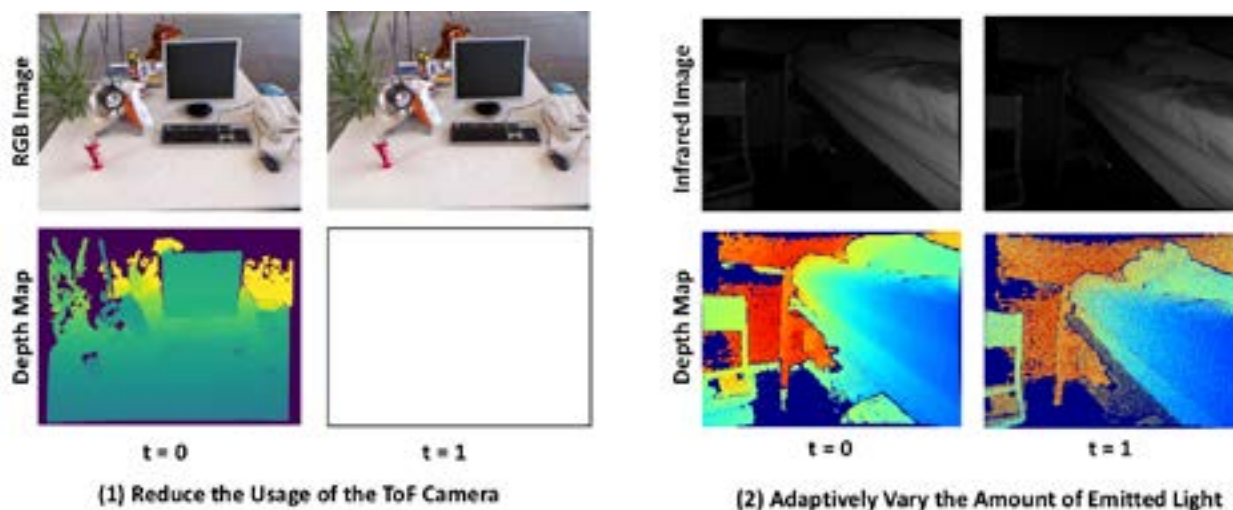 RGB Image
Infrared Image
Depth Map
Depth Map
t = 0
t = 1
t = 0
t = 1
(1) Reduce the Usage of the ToF Camera
(2) Adaptively Vary the Amount of Emitted Light